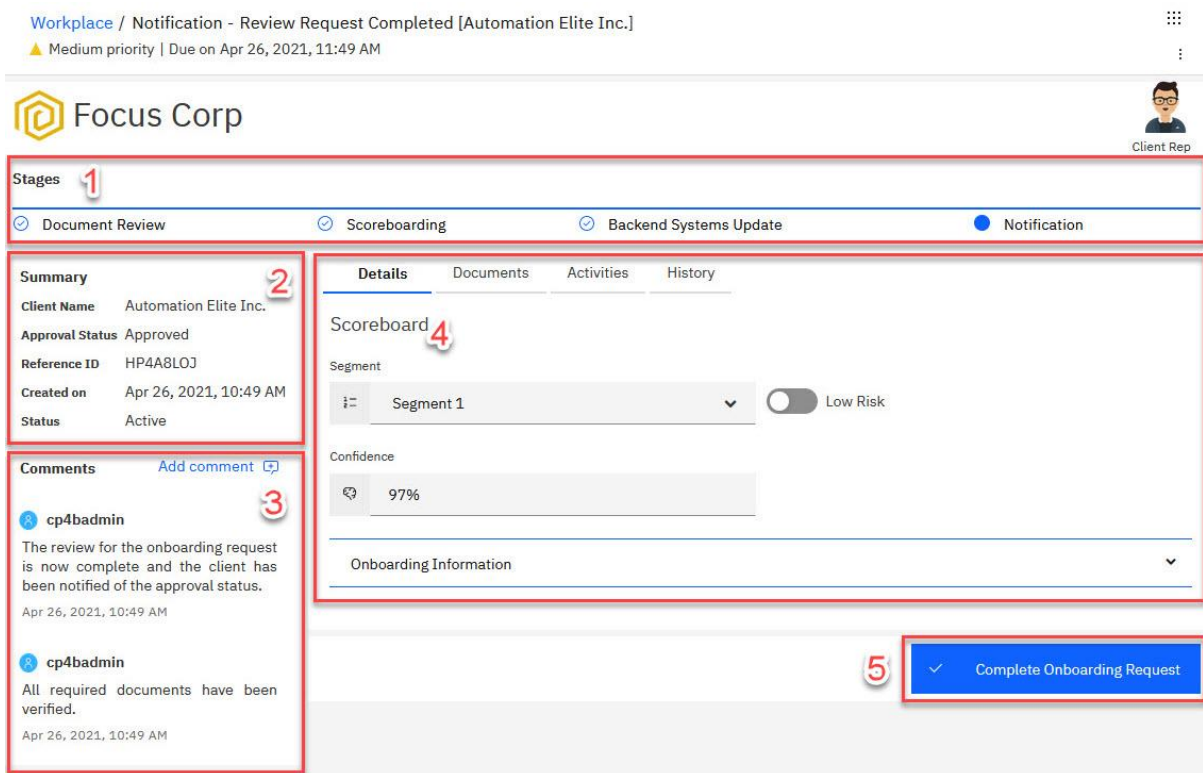 Workplace / Notification - Review Request Completed [Automation Elite Inc.]
Medium priority | Due on Apr 26, 2021, 11:49 AM
Focus Corp
Client Rep
Stages 1
Document Review Scoreboarding Backend Systems Update Notification
Summary 2
Client Name Automation Elite Inc.
Approval Status Approved
Reference ID HP4A8LOJ
Created on Apr 26, 2021, 10:49 AM
Status Active
Comments Add comment
3
cp4badmin
The review for the onboarding request
is now complete and the client has
been notified of the approval status.
Apr 26, 2021, 10:49 AM
cp4badmin
All required documents have been
verified.
Apr 26, 2021, 10:49 AM
Details Documents Activities History
Scoreboard 4
Segment
Segment 1 Low Risk
Confidence
97%
Onboarding Information
5 Complete Onboarding Request